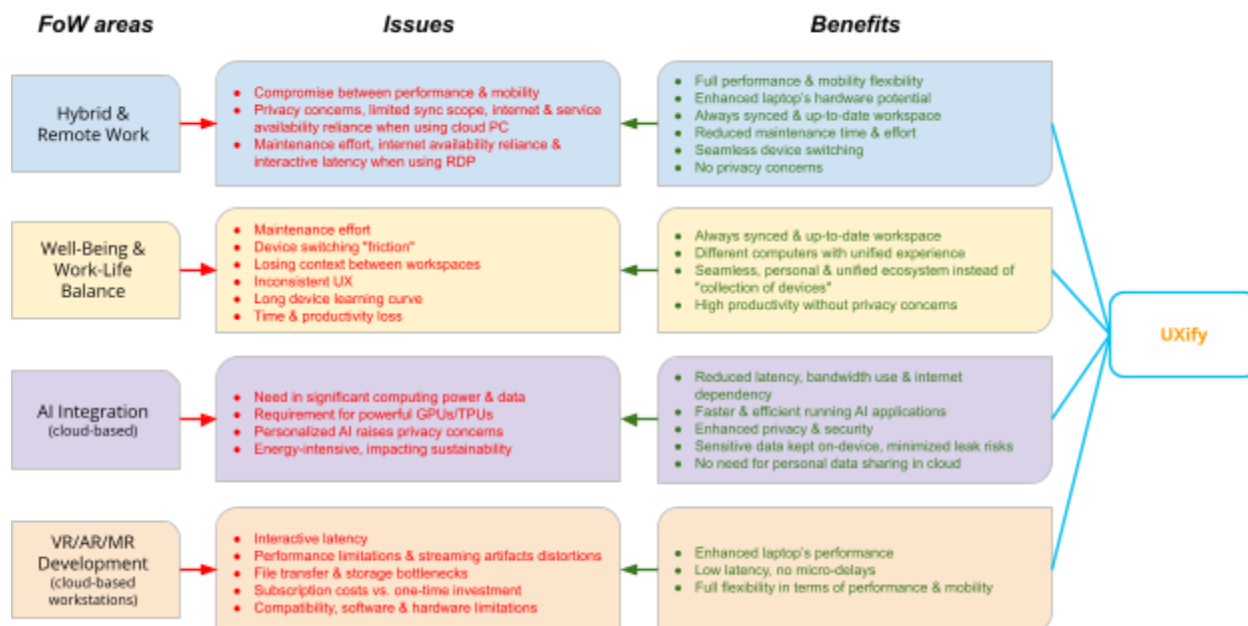 FoW areas
Issues
Benefits
Hybrid &
Remote Work
● Compromise between performance & mobility
● Privacy concerns, limited sync scope, internet & service
availability reliance when using cloud PC
● Maintenance effort, internet availability reliance &
interactive latency when using RDP
● Full performance & mobility flexibility
● Enhanced laptop's hardware potential
● Always synced & up-to-date workspace
● Reduced maintenance time & effort
● Seamless device switching
● No privacy concerns
Well-Being &
Work-Life
Balance
● Maintenance effort
● Device switching "friction"
● Losing context between workspaces
● Inconsistent UX
● Long device learning curve
● Time & productivity loss
● Always synced & up-to-date workspace
● Different computers with unified experience
● Seamless, personal & unified ecosystem instead of
"collection of devices"
● High productivity without privacy concerns
UXify
AI Integration
(cloud-based)
● Need in significant computing power & data
● Requirement for powerful GPUs/TPUs
● Personalized AI raises privacy concerns
● Energy-intensive, impacting sustainability
● Reduced latency, bandwidth use & internet
dependency
● Faster & efficient running AI applications
● Enhanced privacy & security
● Sensitive data kept on-device, minimized leak risks
● No need for personal data sharing in cloud
VR/AR/MR
Development
(cloud-based
workstations)
● Interactive latency
● Performance limitations & streaming artifacts distortions
● File transfer & storage bottlenecks
● Subscription costs vs. one-time investment
● Compatibility, software & hardware limitations
● Enhanced laptop's performance
● Low latency, no micro-delays
● Full flexibility in terms of performance & mobility